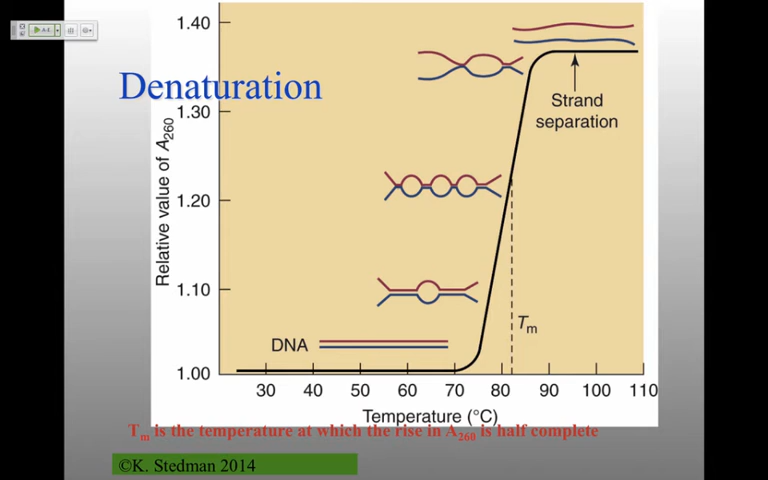 Denaturation
Relative value of A260
1.40
1.30
1.20
1.10
1.00
Strand
separation
Tm
DNA
30 40 50 60 70 80 90 100 110
Temperature (°C)
Tm is the temperature at which the rise in A260 is half complete
©K. Stedman 2014